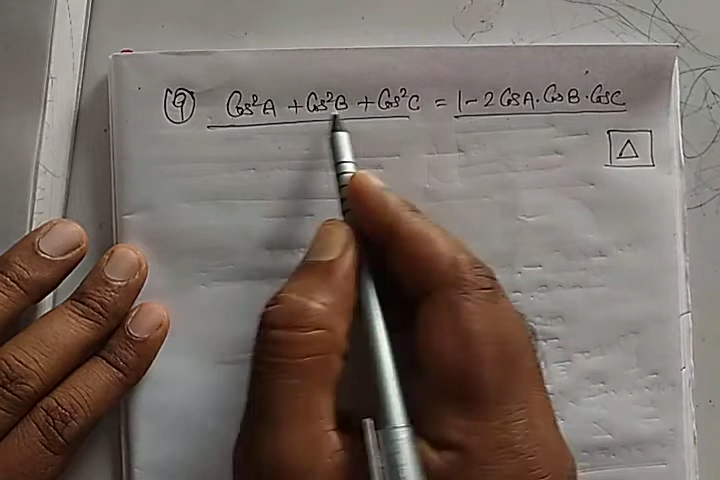 (9) Cos²A + Cos²B + Cos²C = 1 - 2 CosA · CosB · CosC
Δ